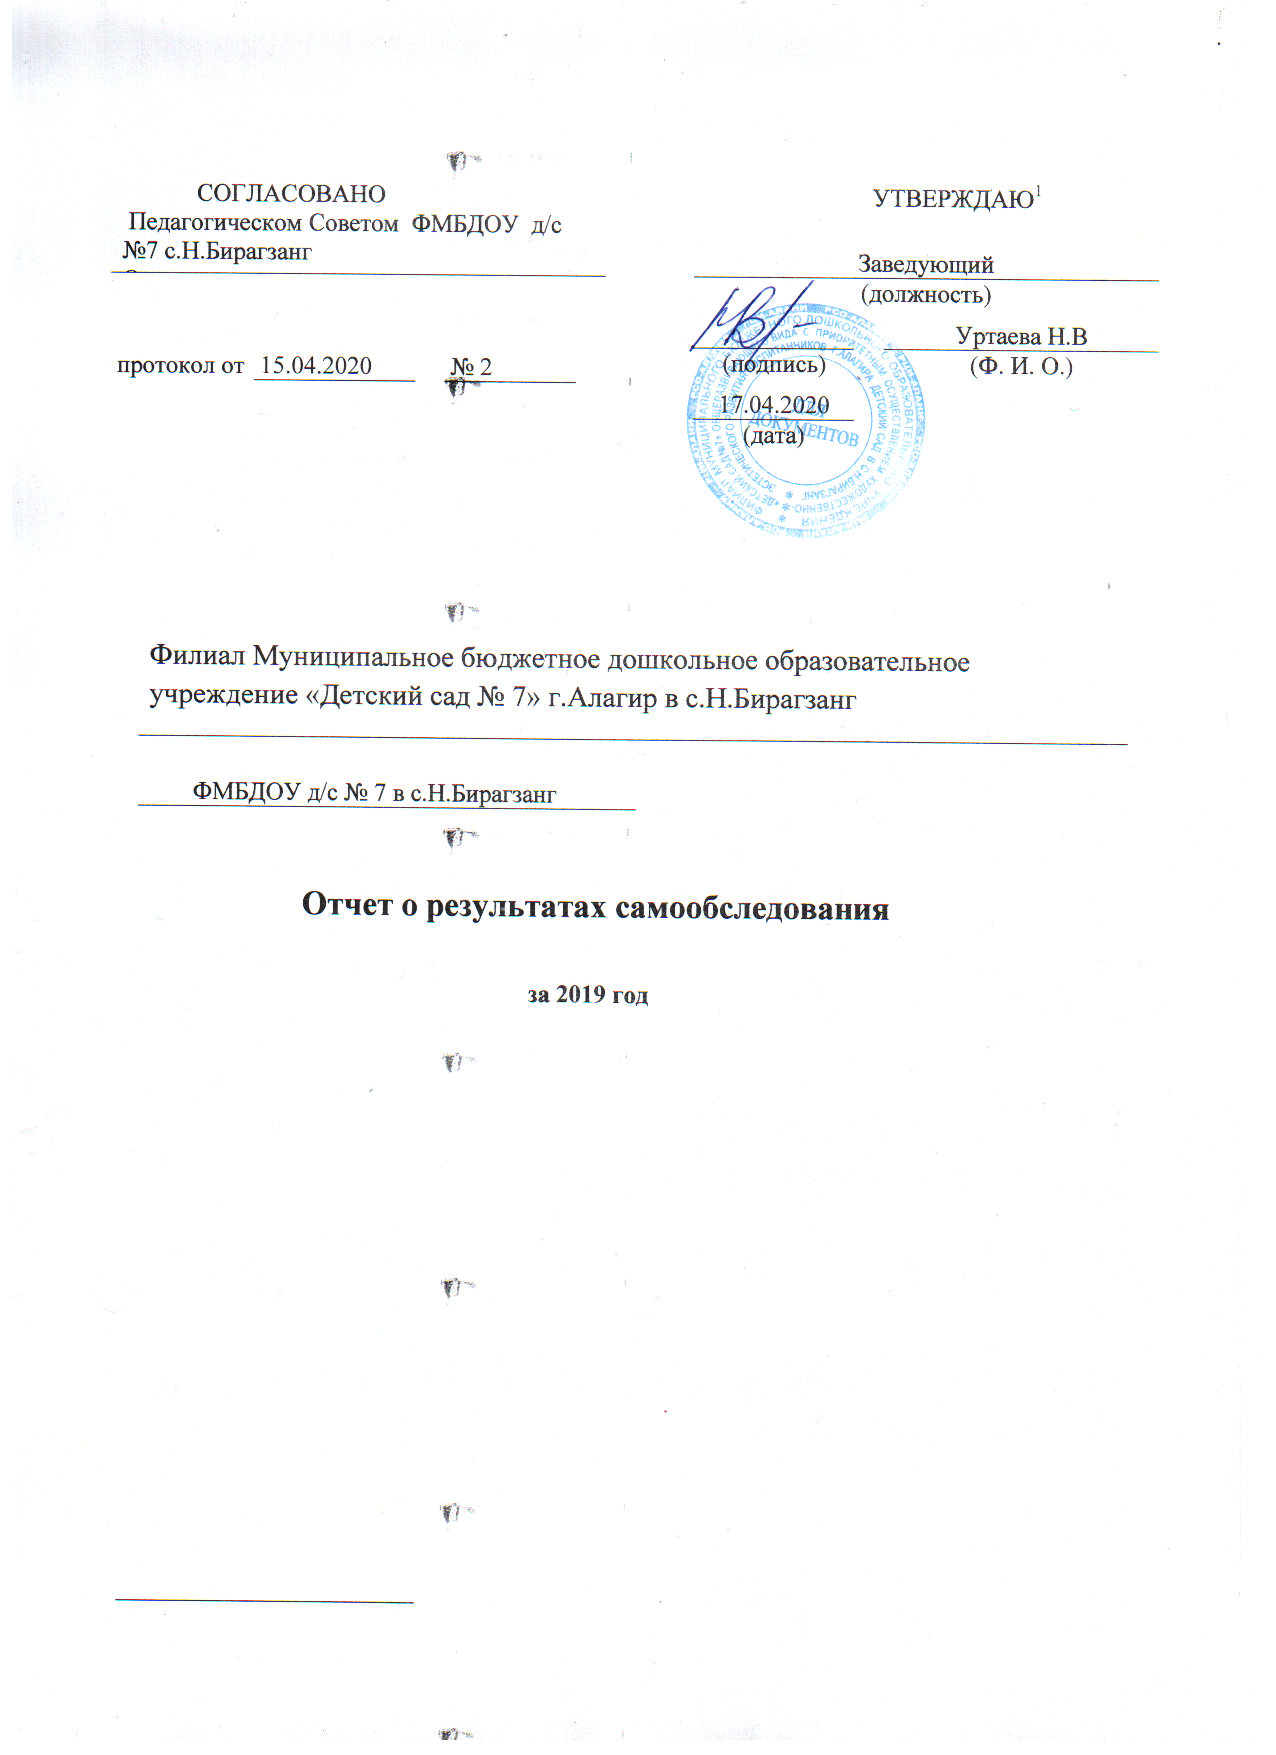 СОГЛАСОВАНО
Педагогическом Советом ФМБДОУ д/с
№7 с.Н.Бирагзанг
протокол от 15.04.2020 № 2
УТВЕРЖДАЮ1
Заведующий
(должность)
Уртаева Н.В
(подпись) (Ф. И. О.)
17.04.2020
(дата)
ДЛЯ
ДОКУМЕНТОВ
Филиал Муниципальное бюджетное дошкольное образовательное
учреждение «Детский сад № 7» г.Алагир в с.Н.Бирагзанг
ФМБДОУ д/с № 7 в с.Н.Бирагзанг
Отчет о результатах самообследования
за 2019 год